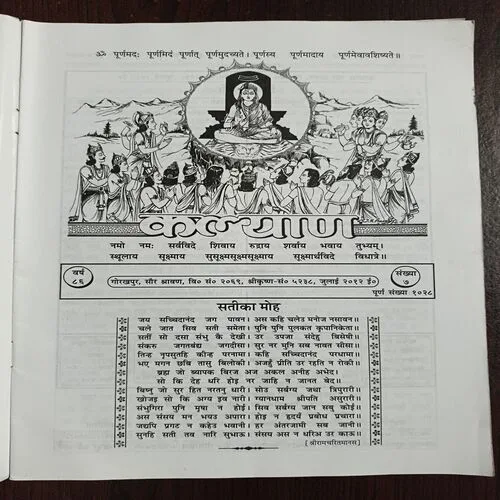 ॐ पूर्णमदः पूर्णमिदं पूर्णात् पूर्णमुदच्यते। पूर्णस्य पूर्णमादाय पूर्णमेवावशिष्यते॥
कल्याण
नमो नमः सर्वविदे शिवाय रुद्राय शर्वाय भवाय तुभ्यम्।
स्थूलाय सूक्ष्माय सुसूक्ष्मसूक्ष्मसूक्ष्माय सूक्ष्मार्थविदे विधात्रे॥
वर्ष
८६
गोरखपुर, सौर श्रावण, वि० सं० २०६९, श्रीकृष्ण-सं० ५२३८, जुलाई २०१२ ई०
संख्या
७
पूर्ण संख्या १०२८
सतीका मोह
जय सच्चिदानंद जग पावन। अस कहि चलेउ मनोज नसावन॥
चले जात सिव सती समेता। पुनि पुनि पुलकत कृपानिकेता॥
सतीं सो दसा संभु कै देखी। उर उपजा संदेहु बिसेषी॥
संकरु जगतबंद्य जगदीसा। सुर नर मुनि सब नावत सीसा॥
तिन्ह नृपसुतहि कीन्ह परनामा। कहि सच्चिदानंद परधामा॥
भए मगन छबि तासु बिलोकी। अजहुँ प्रीति उर रहति न रोकी॥
ब्रह्म जो ब्यापक बिरज अज अकल अनीह अभेद।
सो कि देह धरि होइ नर जाहि न जानत बेद॥
बिष्नु जो सुर हित नरतनु धारी। सोउ सर्बग्य जथा त्रिपुरारी॥
खोजइ सो कि अग्य इव नारी। ग्यानधाम श्रीपति असुरारी॥
संभुगिरा पुनि मृषा न होई। सिव सर्बग्य जान सबु कोई॥
अस संसय मन भयउ अपारा। होइ न हृदयँ प्रबोध प्रचारा॥
जद्यपि प्रगट न कहेउ भवानी। हर अंतरजामी सब जानी॥
सुनहि सती तव नारि सुभाऊ। संसय अस न धरिअ उर काऊ॥
[ श्रीरामचरितमानस ]